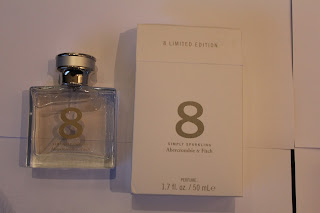 8
8 LIMITED EDITION
8
SIMPLY SPARKLING
Abercrombie & Fitch
PERFUME
1.7 fl. oz. / 50 mL ℮